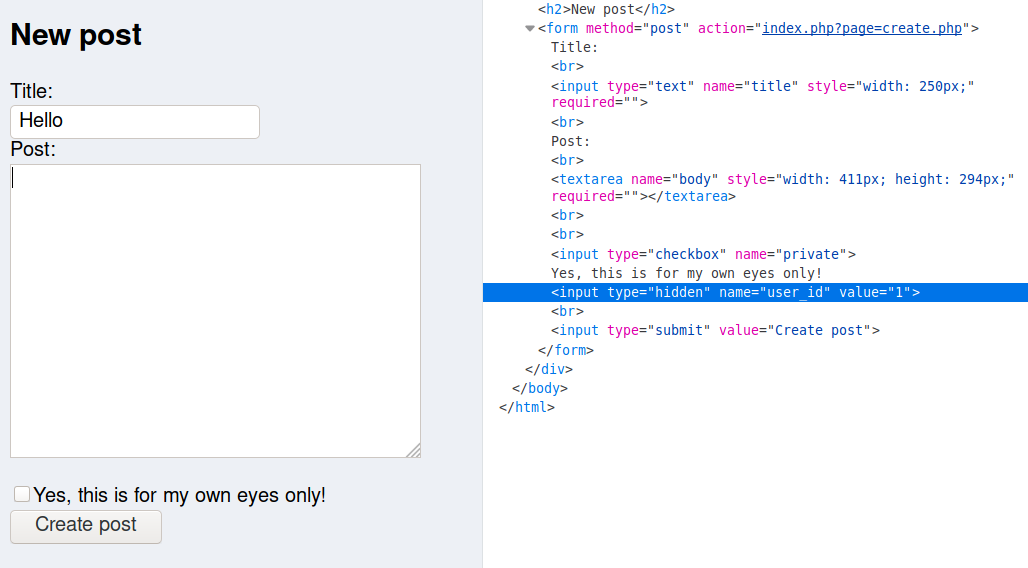 New post
Title:
Hello
Post:
Yes, this is for my own eyes only!
Create post
<h2>New post</h2>
<form method="post" action="index.php?page=create.php">
Title:
<br>
<input type="text" name="title" style="width: 250px;"
required="">
<br>
Post:
<br>
<textarea name="body" style="width: 411px; height: 294px;"
required=""></textarea>
<br>
<br>
<input type="checkbox" name="private">
Yes, this is for my own eyes only!
<input type="hidden" name="user_id" value="1">
<br>
<input type="submit" value="Create post">
</form>
</div>
</body>
</html>